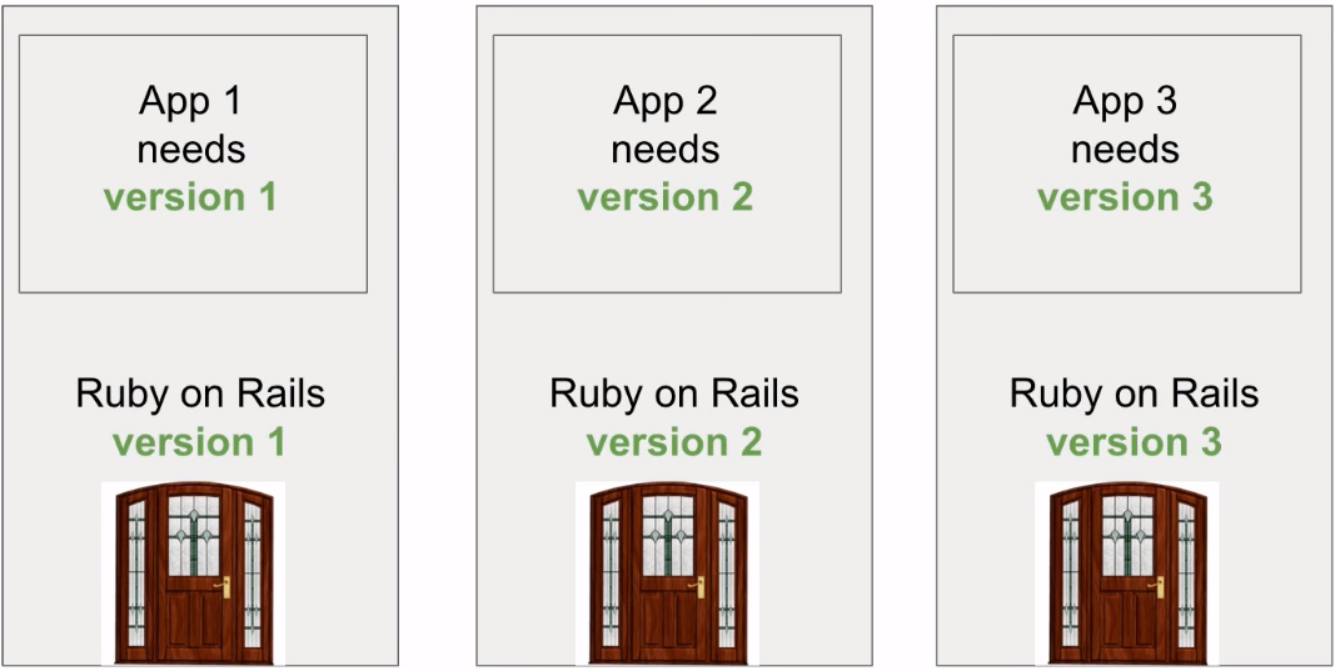 App 1
needs
version 1
Ruby on Rails
version 1
App 2
needs
version 2
Ruby on Rails
version 2
App 3
needs
version 3
Ruby on Rails
version 3